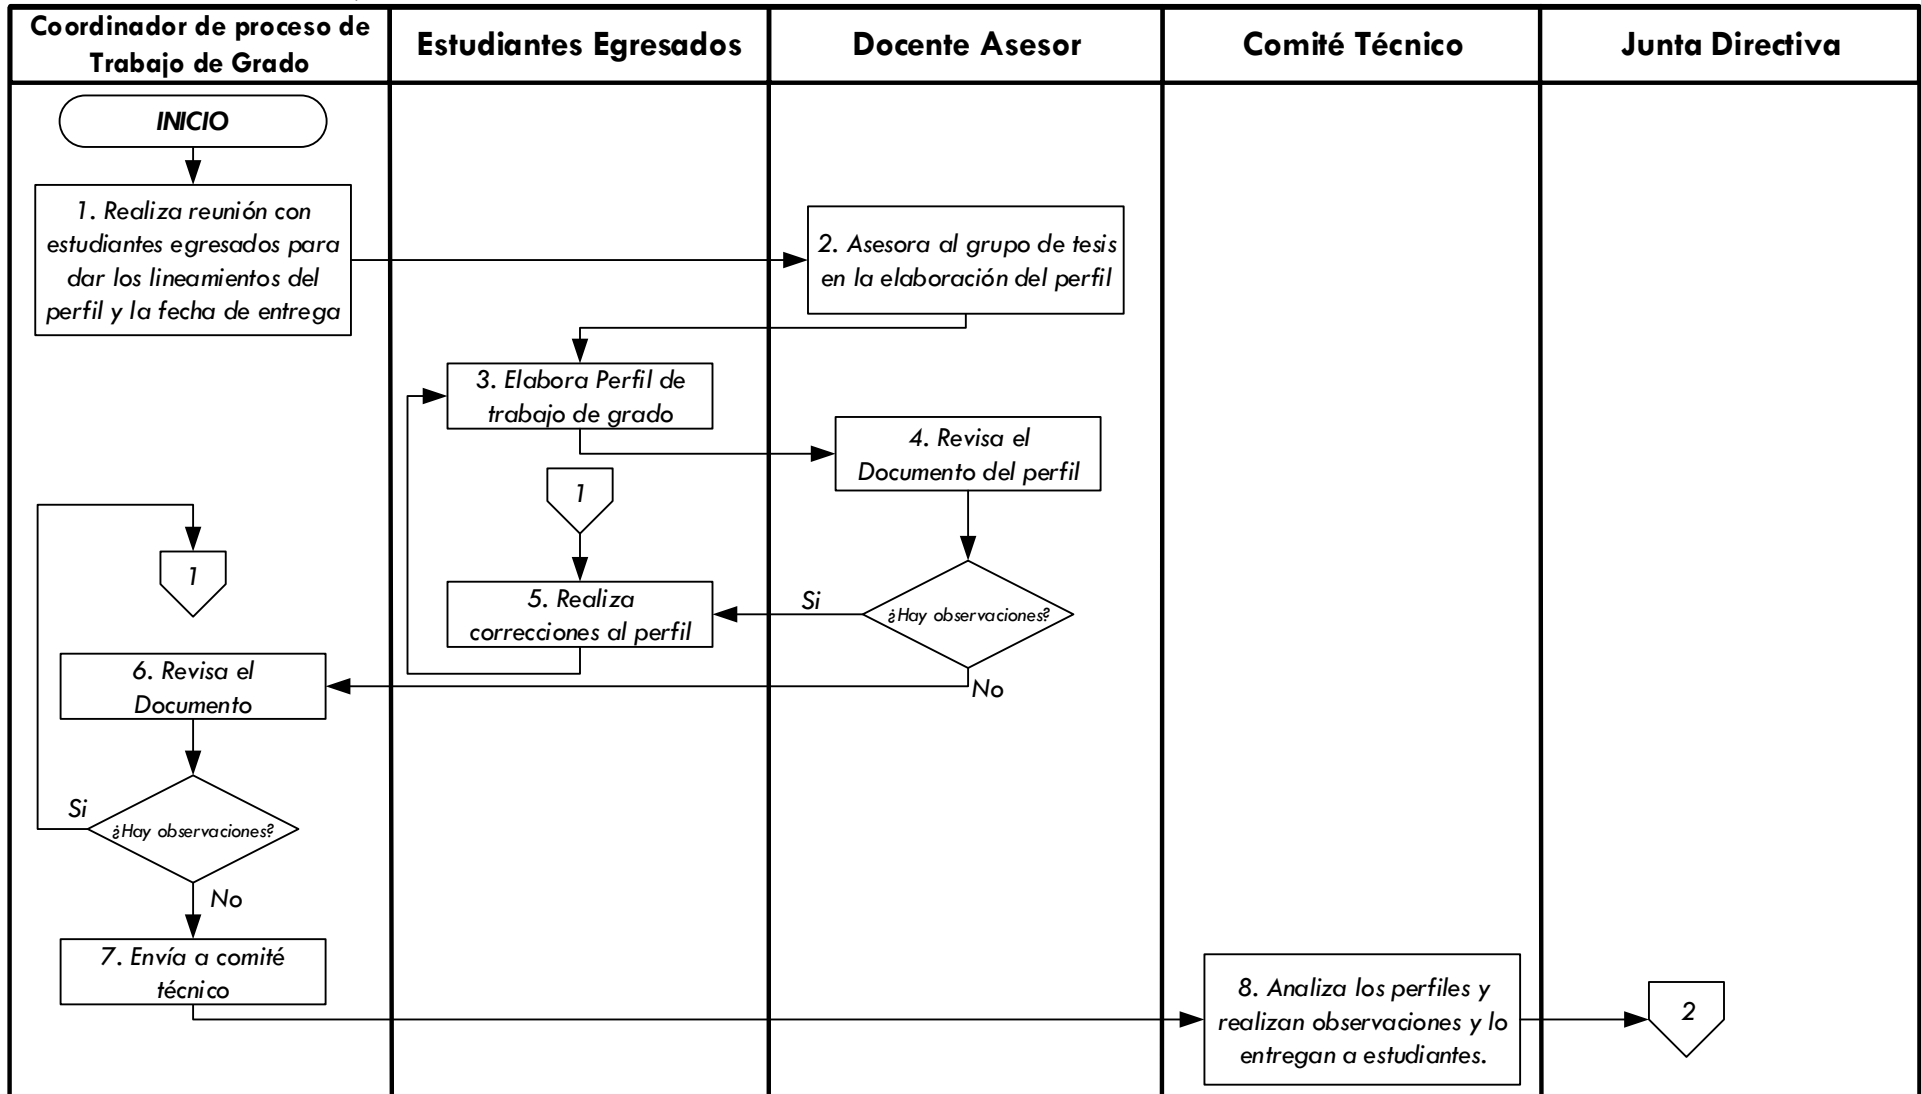 Coordinador de proceso de
Trabajo de Grado
Estudiantes Egresados
Docente Asesor
Comité Técnico
Junta Directiva
INICIO
1. Realiza reunión con
estudiantes egresados para
dar los lineamientos del
perfil y la fecha de entrega
2. Asesora al grupo de tesis
en la elaboración del perfil
3. Elabora Perfil de
trabajo de grado
4. Revisa el
Documento del perfil
1
1
5. Realiza
correcciones al perfil
Si
¿Hay observaciones?
No
6. Revisa el
Documento
Si
¿Hay observaciones?
No
7. Envía a comité
técnico
8. Analiza los perfiles y
realizan observaciones y lo
entregan a estudiantes.
2